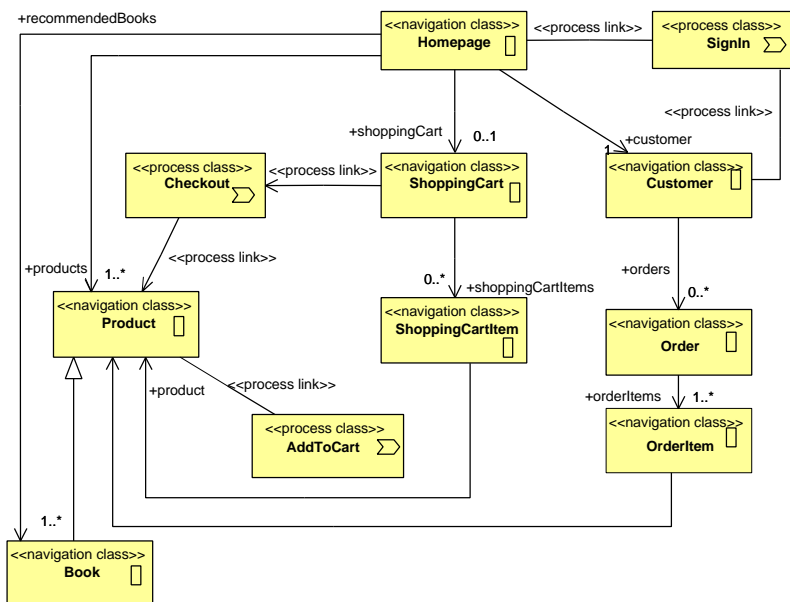 +recommendedBooks
<<navigation class>>
Homepage
<<process link>>
<<process class>>
SignIn
<<process link>>
+shoppingCart
0..1
+customer
1
<<process class>>
Checkout
<<process link>>
<<navigation class>>
ShoppingCart
<<navigation class>>
Customer
+products
1..*
<<process link>>
0..*
+shoppingCartItems
+orders
0..*
<<navigation class>>
Product
<<navigation class>>
ShoppingCartItem
<<navigation class>>
Order
+product
<<process link>>
+orderItems
1..*
<<process class>>
AddToCart
<<navigation class>>
OrderItem
1..*
<<navigation class>>
Book